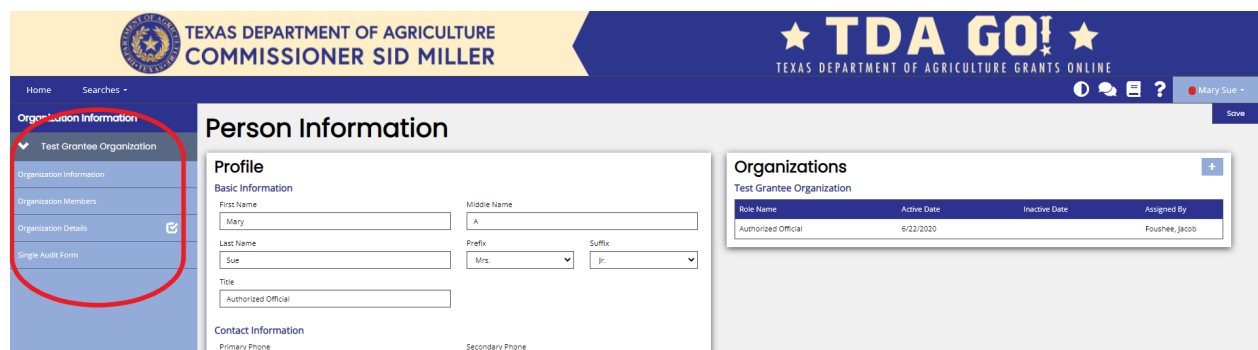 TEXAS DEPARTMENT OF AGRICULTURE
COMMISSIONER SID MILLER
TDA GO!
TEXAS DEPARTMENT OF AGRICULTURE GRANTS ONLINE
Home Searches
? Mary Sue
Organization Information
Save
Test Grantee Organization
Organization Information
Organization Members
Organization Details
Single Audit Form
Person Information
Profile
Basic Information
First Name Middle Name
Mary A
Last Name Prefix Suffix
Sue Mrs. Jr.
Title
Authorized Official
Contact Information
Primary Phone Secondary Phone
Organizations +
Test Grantee Organization
Role Name Active Date Inactive Date Assigned By
Authorized Official 6/22/2020 Foushee, Jacob